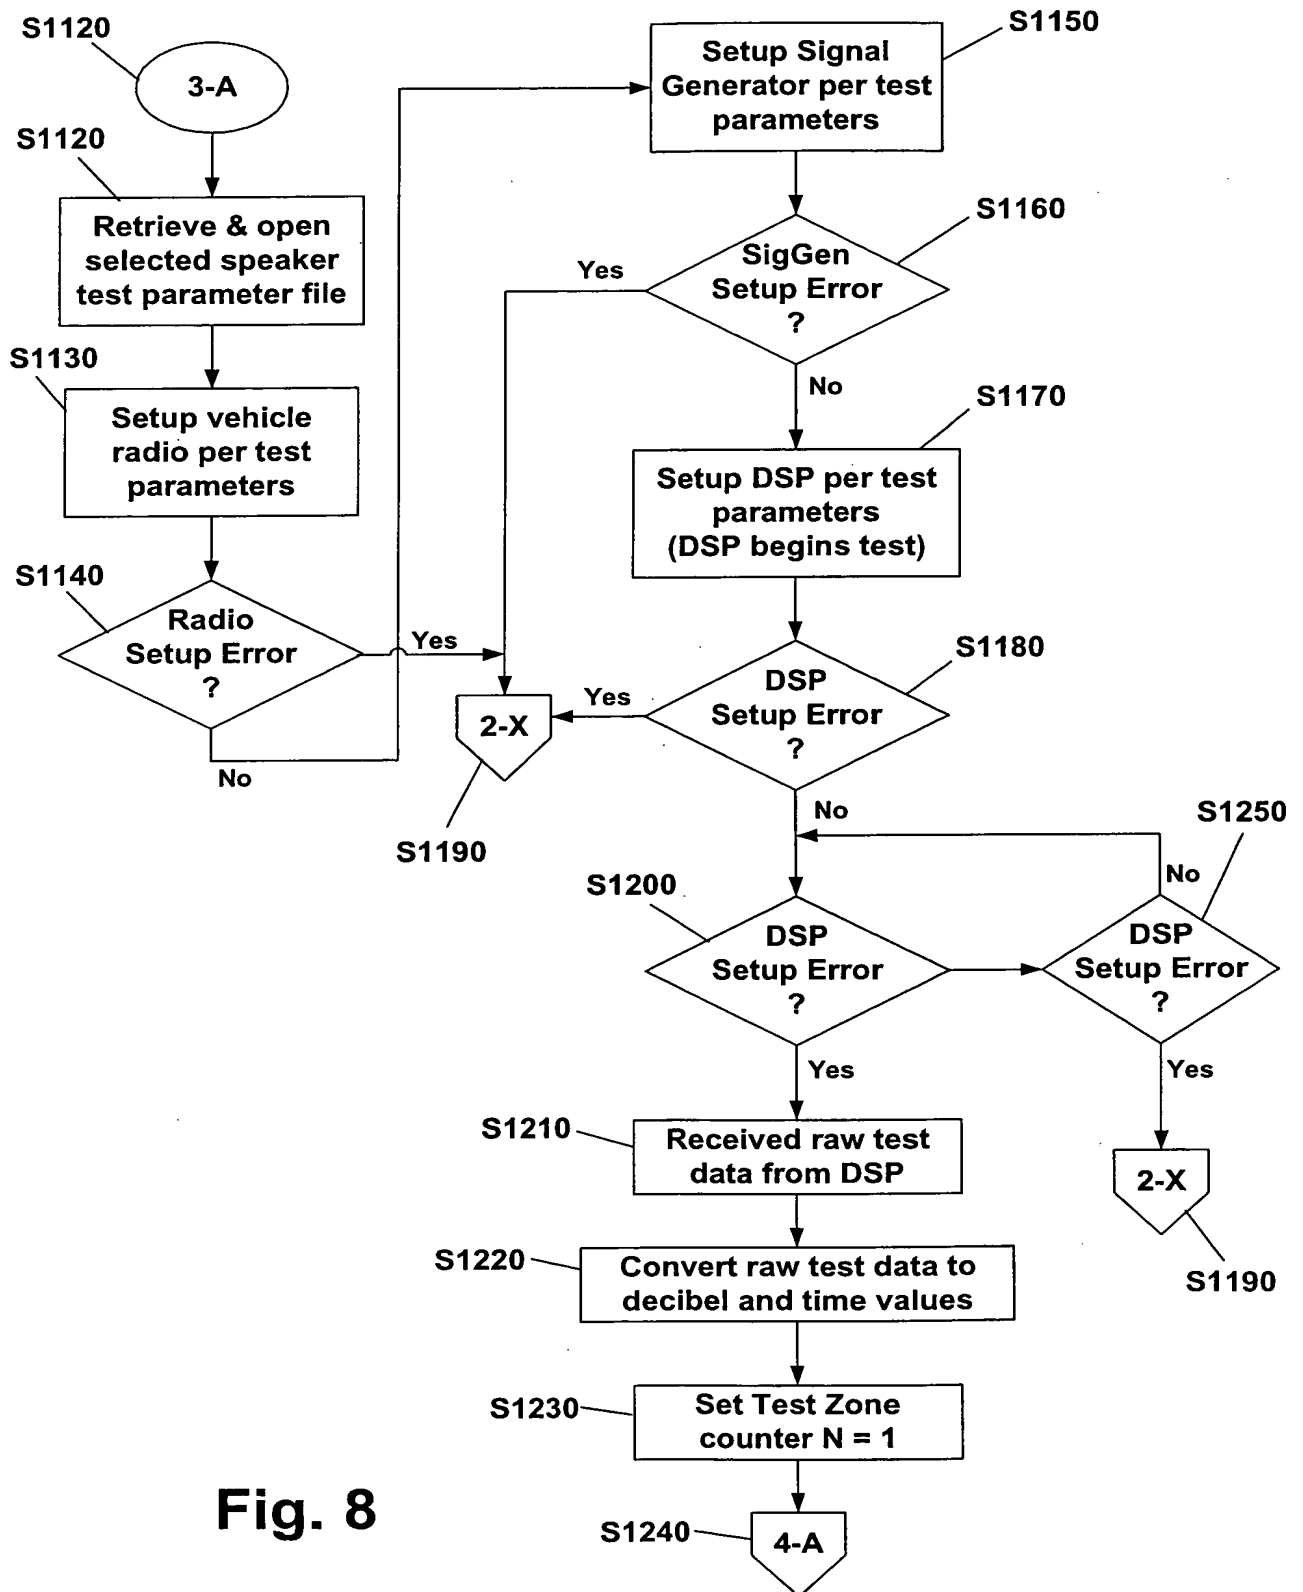 S1120
3-A
S1120
Retrieve & open
selected speaker
test parameter file
S1130
Setup vehicle
radio per test
parameters
S1140
Radio
Setup Error
?
Yes
No
S1150
Setup Signal
Generator per test
parameters
S1160
SigGen
Setup Error
?
Yes
No
S1170
Setup DSP per test
parameters
(DSP begins test)
S1180
DSP
Setup Error
?
Yes
No
2-X
S1190
S1200
DSP
Setup Error
?
Yes
S1250
No
DSP
Setup Error
?
Yes
2-X
S1190
S1210
Received raw test
data from DSP
S1220
Convert raw test data to
decibel and time values
S1230
Set Test Zone
counter N = 1
S1240
4-A
Fig. 8